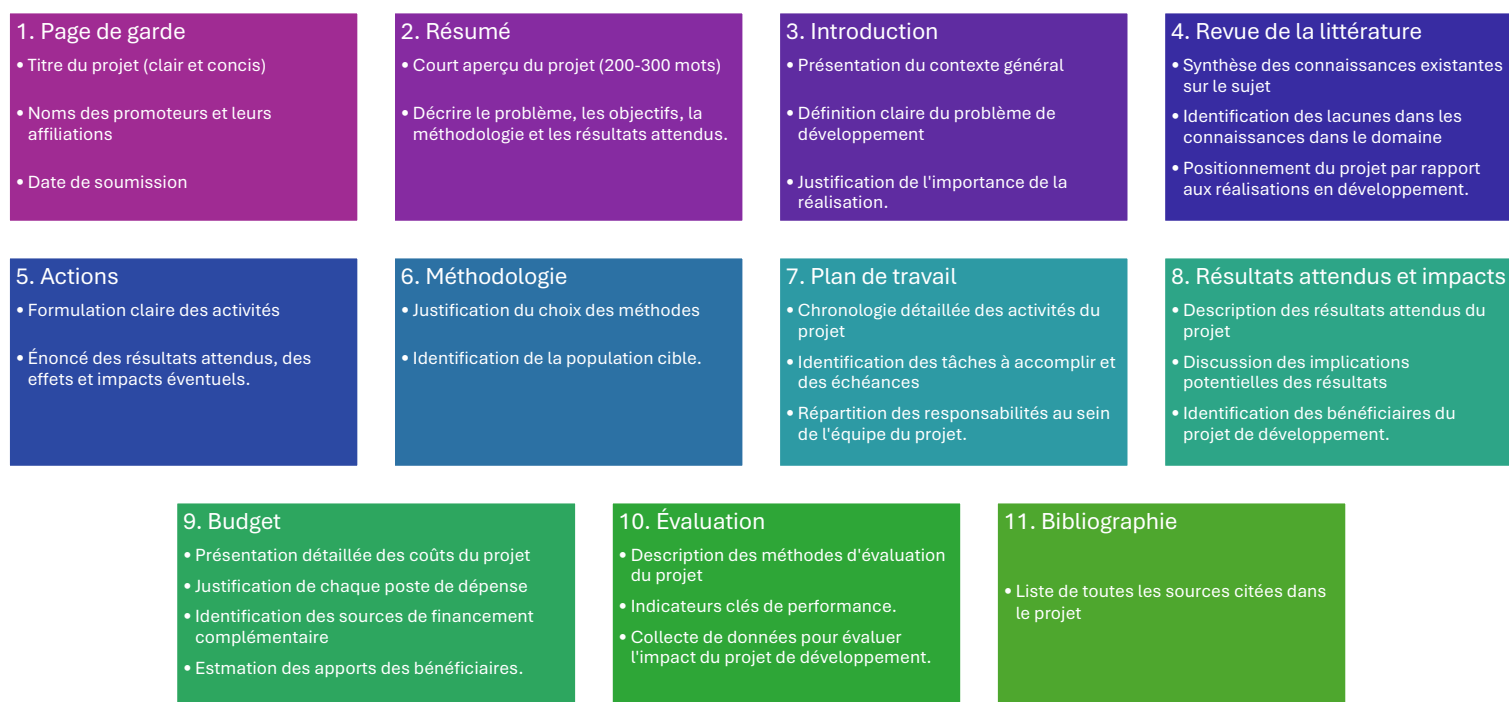 1. Page de garde
• Titre du projet (clair et concis)
• Noms des promoteurs et leurs
affiliations
• Date de soumission
2. Résumé
• Court aperçu du projet (200-300 mots)
• Décrire le problème, les objectifs, la
méthodologie et les résultats attendus.
3. Introduction
• Présentation du contexte général
• Définition claire du problème de
développement
• Justification de l'importance de la
réalisation.
4. Revue de la littérature
• Synthèse des connaissances existantes
sur le sujet
• Identification des lacunes dans les
connaissances dans le domaine
• Positionnement du projet par rapport
aux réalisations en développement.
5. Actions
• Formulation claire des activités
• Énoncé des résultats attendus, des
effets et impacts éventuels.
6. Méthodologie
• Justification du choix des méthodes
• Identification de la population cible.
7. Plan de travail
• Chronologie détaillée des activités du
projet
• Identification des tâches à accomplir et
des échéances
• Répartition des responsabilités au sein
de l'équipe du projet.
8. Résultats attendus et impacts
• Description des résultats attendus du
projet
• Discussion des implications
potentielles des résultats
• Identification des bénéficiaires du
projet de développement.
9. Budget
• Présentation détaillée des coûts du projet
• Justification de chaque poste de dépense
• Identification des sources de financement
complémentaire
• Estmation des apports des bénéficiaires.
10. Évaluation
• Description des méthodes d'évaluation
du projet
• Indicateurs clés de performance.
• Collecte de données pour évaluer
l'impact du projet de développement.
11. Bibliographie
• Liste de toutes les sources citées dans
le projet